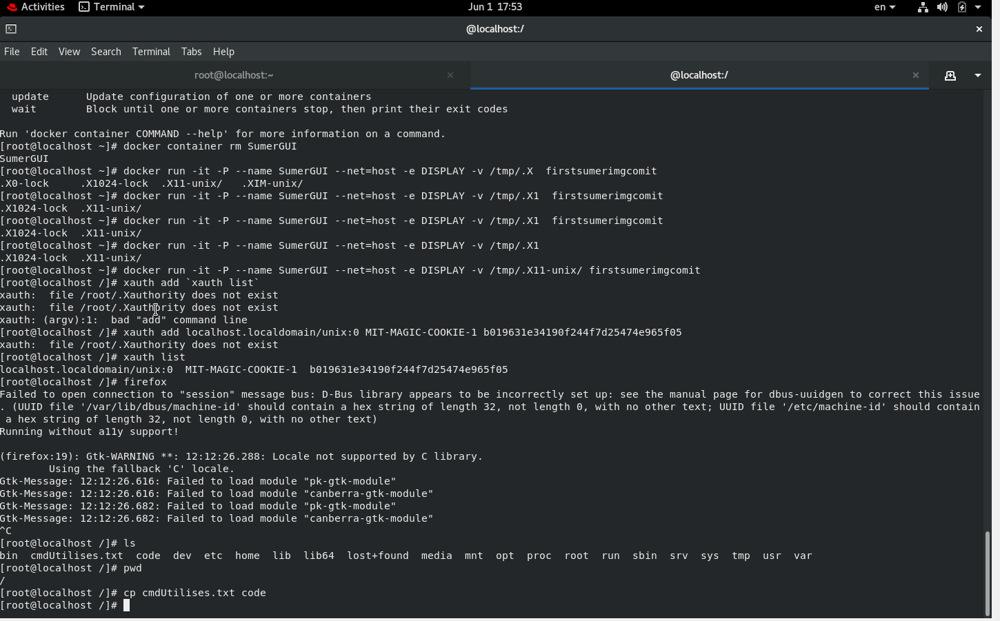 Activities Terminal Jun 1 17:53 en
@localhost:/
File Edit View Search Terminal Tabs Help
root@localhost:~ @localhost:/
  update      Update configuration of one or more containers
  wait        Block until one or more containers stop, then print their exit codes

Run 'docker container COMMAND --help' for more information on a command.
[root@localhost ~]# docker container rm SumerGUI
SumerGUI
[root@localhost ~]# docker run -it -P --name SumerGUI --net=host -e DISPLAY -v /tmp/.X  firstsumerimgcomit
.X0-lock     .X1024-lock  .X11-unix/   .XIM-unix/
[root@localhost ~]# docker run -it -P --name SumerGUI --net=host -e DISPLAY -v /tmp/.X1  firstsumerimgcomit
.X1024-lock  .X11-unix/
[root@localhost ~]# docker run -it -P --name SumerGUI --net=host -e DISPLAY -v /tmp/.X1  firstsumerimgcomit
.X1024-lock  .X11-unix/
[root@localhost ~]# docker run -it -P --name SumerGUI --net=host -e DISPLAY -v /tmp/.X1
.X1024-lock  .X11-unix/
[root@localhost ~]# docker run -it -P --name SumerGUI --net=host -e DISPLAY -v /tmp/.X11-unix/ firstsumerimgcomit
[root@localhost /]# xauth add `xauth list`
xauth:  file /root/.Xauthority does not exist
xauth:  file /root/.Xauthority does not exist
xauth: (argv):1:  bad "add" command line
[root@localhost /]# xauth add localhost.localdomain/unix:0 MIT-MAGIC-COOKIE-1 b019631e34190f244f7d25474e965f05
xauth:  file /root/.Xauthority does not exist
[root@localhost /]# xauth list
localhost.localdomain/unix:0  MIT-MAGIC-COOKIE-1  b019631e34190f244f7d25474e965f05
[root@localhost /]# firefox
Failed to open connection to "session" message bus: D-Bus library appears to be incorrectly set up: see the manual page for dbus-uuidgen to correct this issue
. (UUID file '/var/lib/dbus/machine-id' should contain a hex string of length 32, not length 0, with no other text; UUID file '/etc/machine-id' should contain
 a hex string of length 32, not length 0, with no other text)
Running without a11y support!

(firefox:19): Gtk-WARNING **: 12:12:26.288: Locale not supported by C library.
        Using the fallback 'C' locale.
Gtk-Message: 12:12:26.616: Failed to load module "pk-gtk-module"
Gtk-Message: 12:12:26.616: Failed to load module "canberra-gtk-module"
Gtk-Message: 12:12:26.682: Failed to load module "pk-gtk-module"
Gtk-Message: 12:12:26.682: Failed to load module "canberra-gtk-module"
^C
[root@localhost /]# ls
bin  cmdUtilises.txt  code  dev  etc  home  lib  lib64  lost+found  media  mnt  opt  proc  root  run  sbin  srv  sys  tmp  usr  var
[root@localhost /]# pwd
/
[root@localhost /]# cp cmdUtilises.txt code
[root@localhost /]#